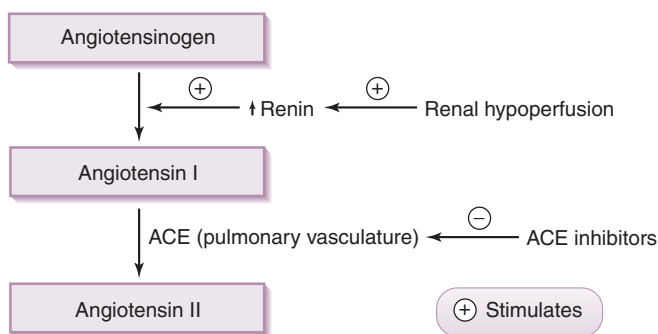 Angiotensinogen
+
+
↑ Renin
Renal hypoperfusion
Angiotensin I
−
ACE (pulmonary vasculature)
ACE inhibitors
Angiotensin II
+ Stimulates